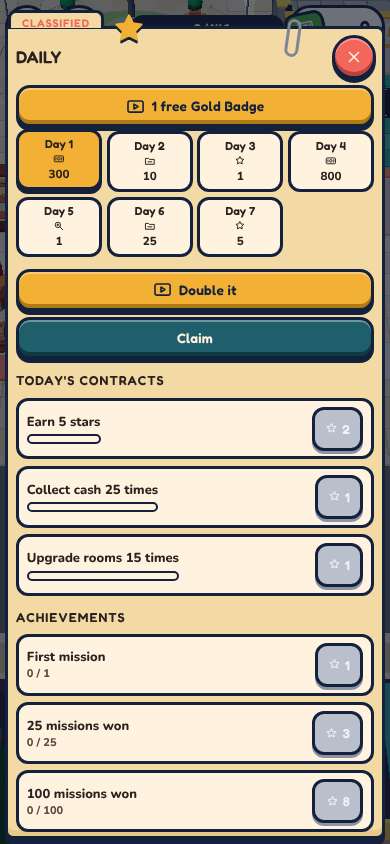 CLASSIFIED
DAILY
1 free Gold Badge
Day 1
300
Day 2
10
Day 3
1
Day 4
800
Day 5
1
Day 6
25
Day 7
5
Double it
Claim
TODAY'S CONTRACTS
Earn 5 stars
2
Collect cash 25 times
1
Upgrade rooms 15 times
1
ACHIEVEMENTS
First mission
0 / 1
1
25 missions won
0 / 25
3
100 missions won
0 / 100
8